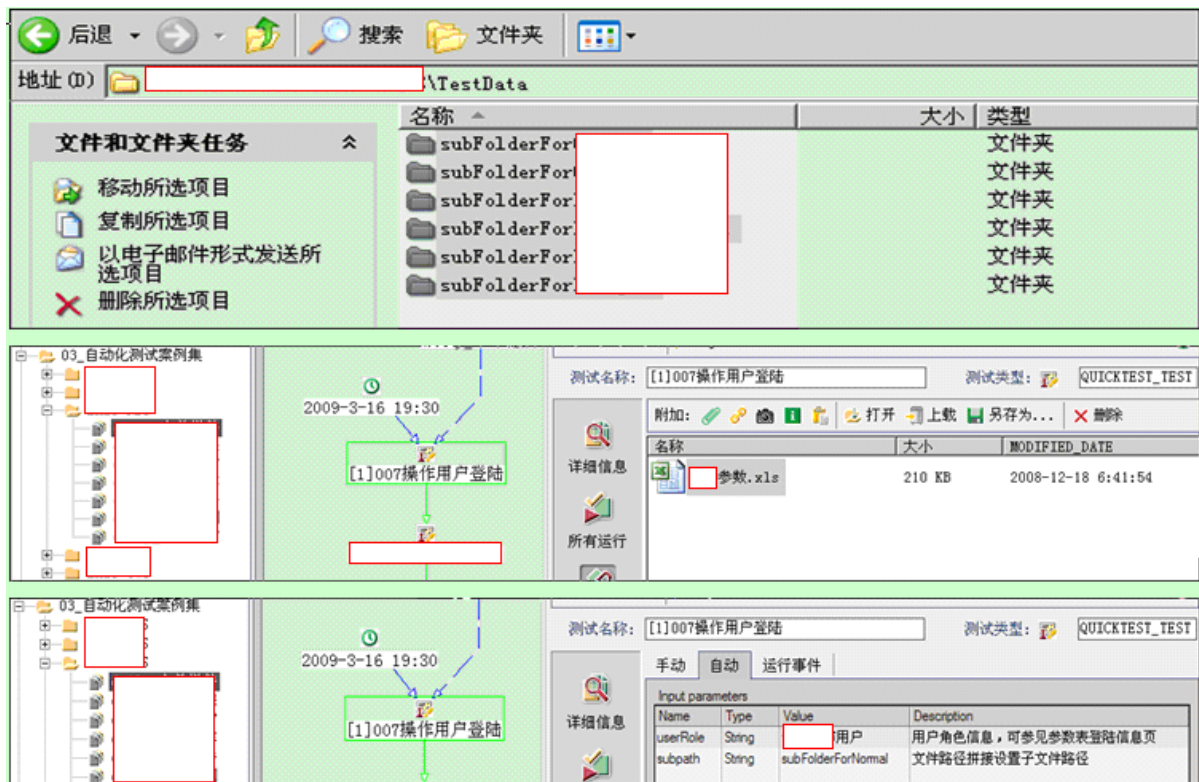 后退 搜索 文件夹
地址(D) \TestData
名称 大小 类型
文件和文件夹任务
移动所选项目
复制所选项目
以电子邮件形式发送所
选项目
删除所选项目
subFolderFor 文件夹
subFolderFor 文件夹
subFolderFor 文件夹
subFolderFor 文件夹
subFolderFor 文件夹
subFolderFor 文件夹
03_自动化测试案例集
2009-3-16 19:30
[1]007操作用户登陆
测试名称: [1]007操作用户登陆 测试类型: QUICKTEST_TEST
附加: 打开 上载 另存为... 删除
名称 大小 MODIFIED_DATE
参数.xls 210 KB 2008-12-18 6:41:54
详细信息
所有运行
03_自动化测试案例集
2009-3-16 19:30
[1]007操作用户登陆
测试名称: [1]007操作用户登陆 测试类型: QUICKTEST_TEST
手动 自动 运行事件
Input parameters
Name Type Value Description
userRole String 用户 用户角色信息，可参见参数表登陆信息页
subpath String subFolderForNormal 文件路径拼接设置子文件路径
详细信息